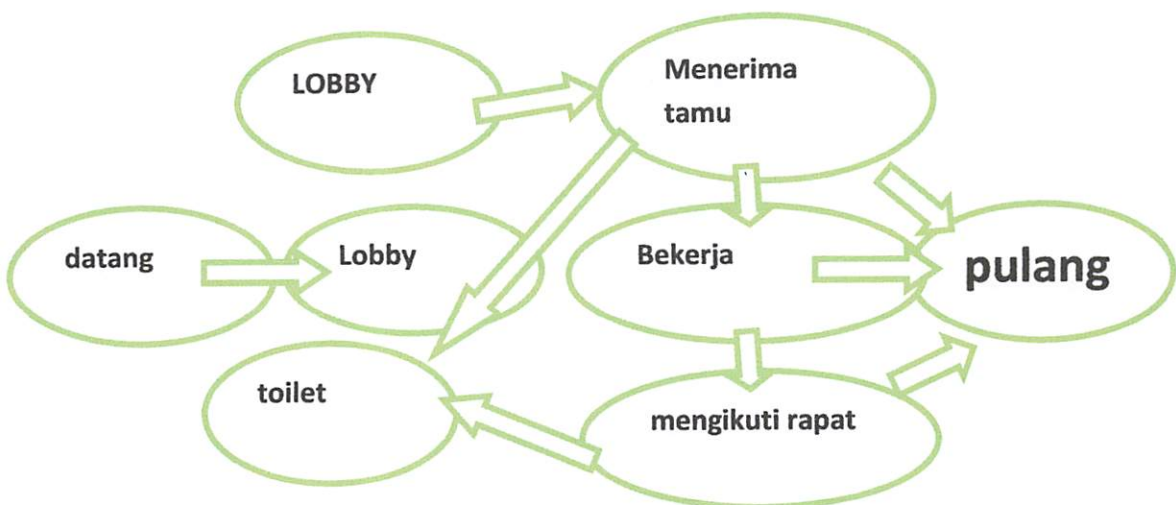 LOBBY
Menerima
tamu
datang
Lobby
Bekerja
pulang
toilet
mengikuti rapat